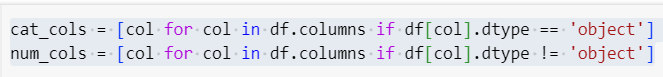 cat_cols = [col for col in df.columns if df[col].dtype == 'object']
num_cols = [col for col in df.columns if df[col].dtype != 'object']